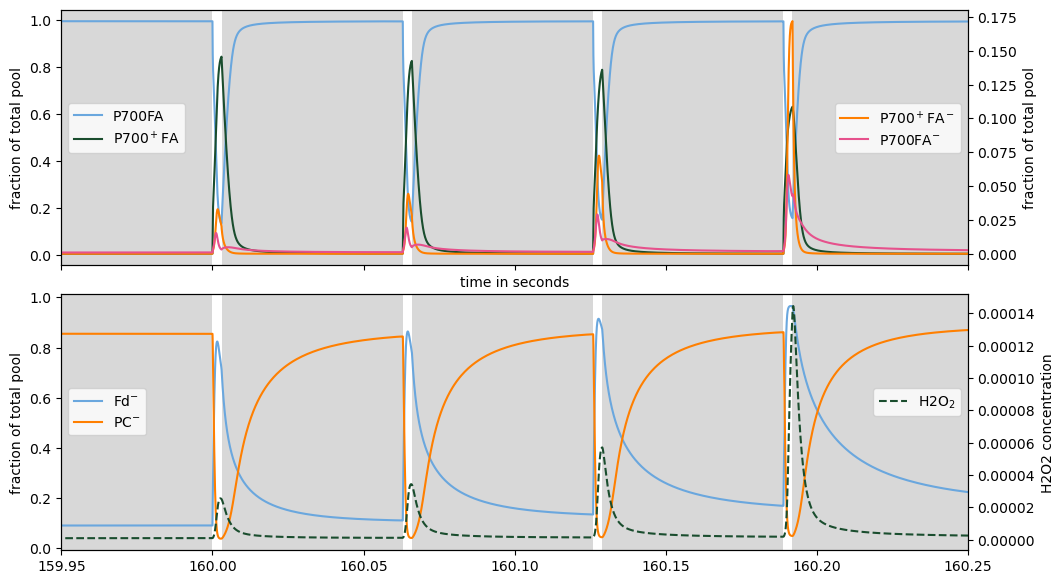 1.0
0.8
0.6
0.4
0.2
0.0
fraction of total pool
P700FA
P700⁺FA
P700⁺FA⁻
P700FA⁻
0.175
0.150
0.125
0.100
0.075
0.050
0.025
0.000
fraction of total pool
time in seconds
1.0
0.8
0.6
0.4
0.2
0.0
fraction of total pool
Fd⁻
PC⁻
H2O₂
0.00014
0.00012
0.00010
0.00008
0.00006
0.00004
0.00002
0.00000
H2O2 concentration
159.95 160.00 160.05 160.10 160.15 160.20 160.25